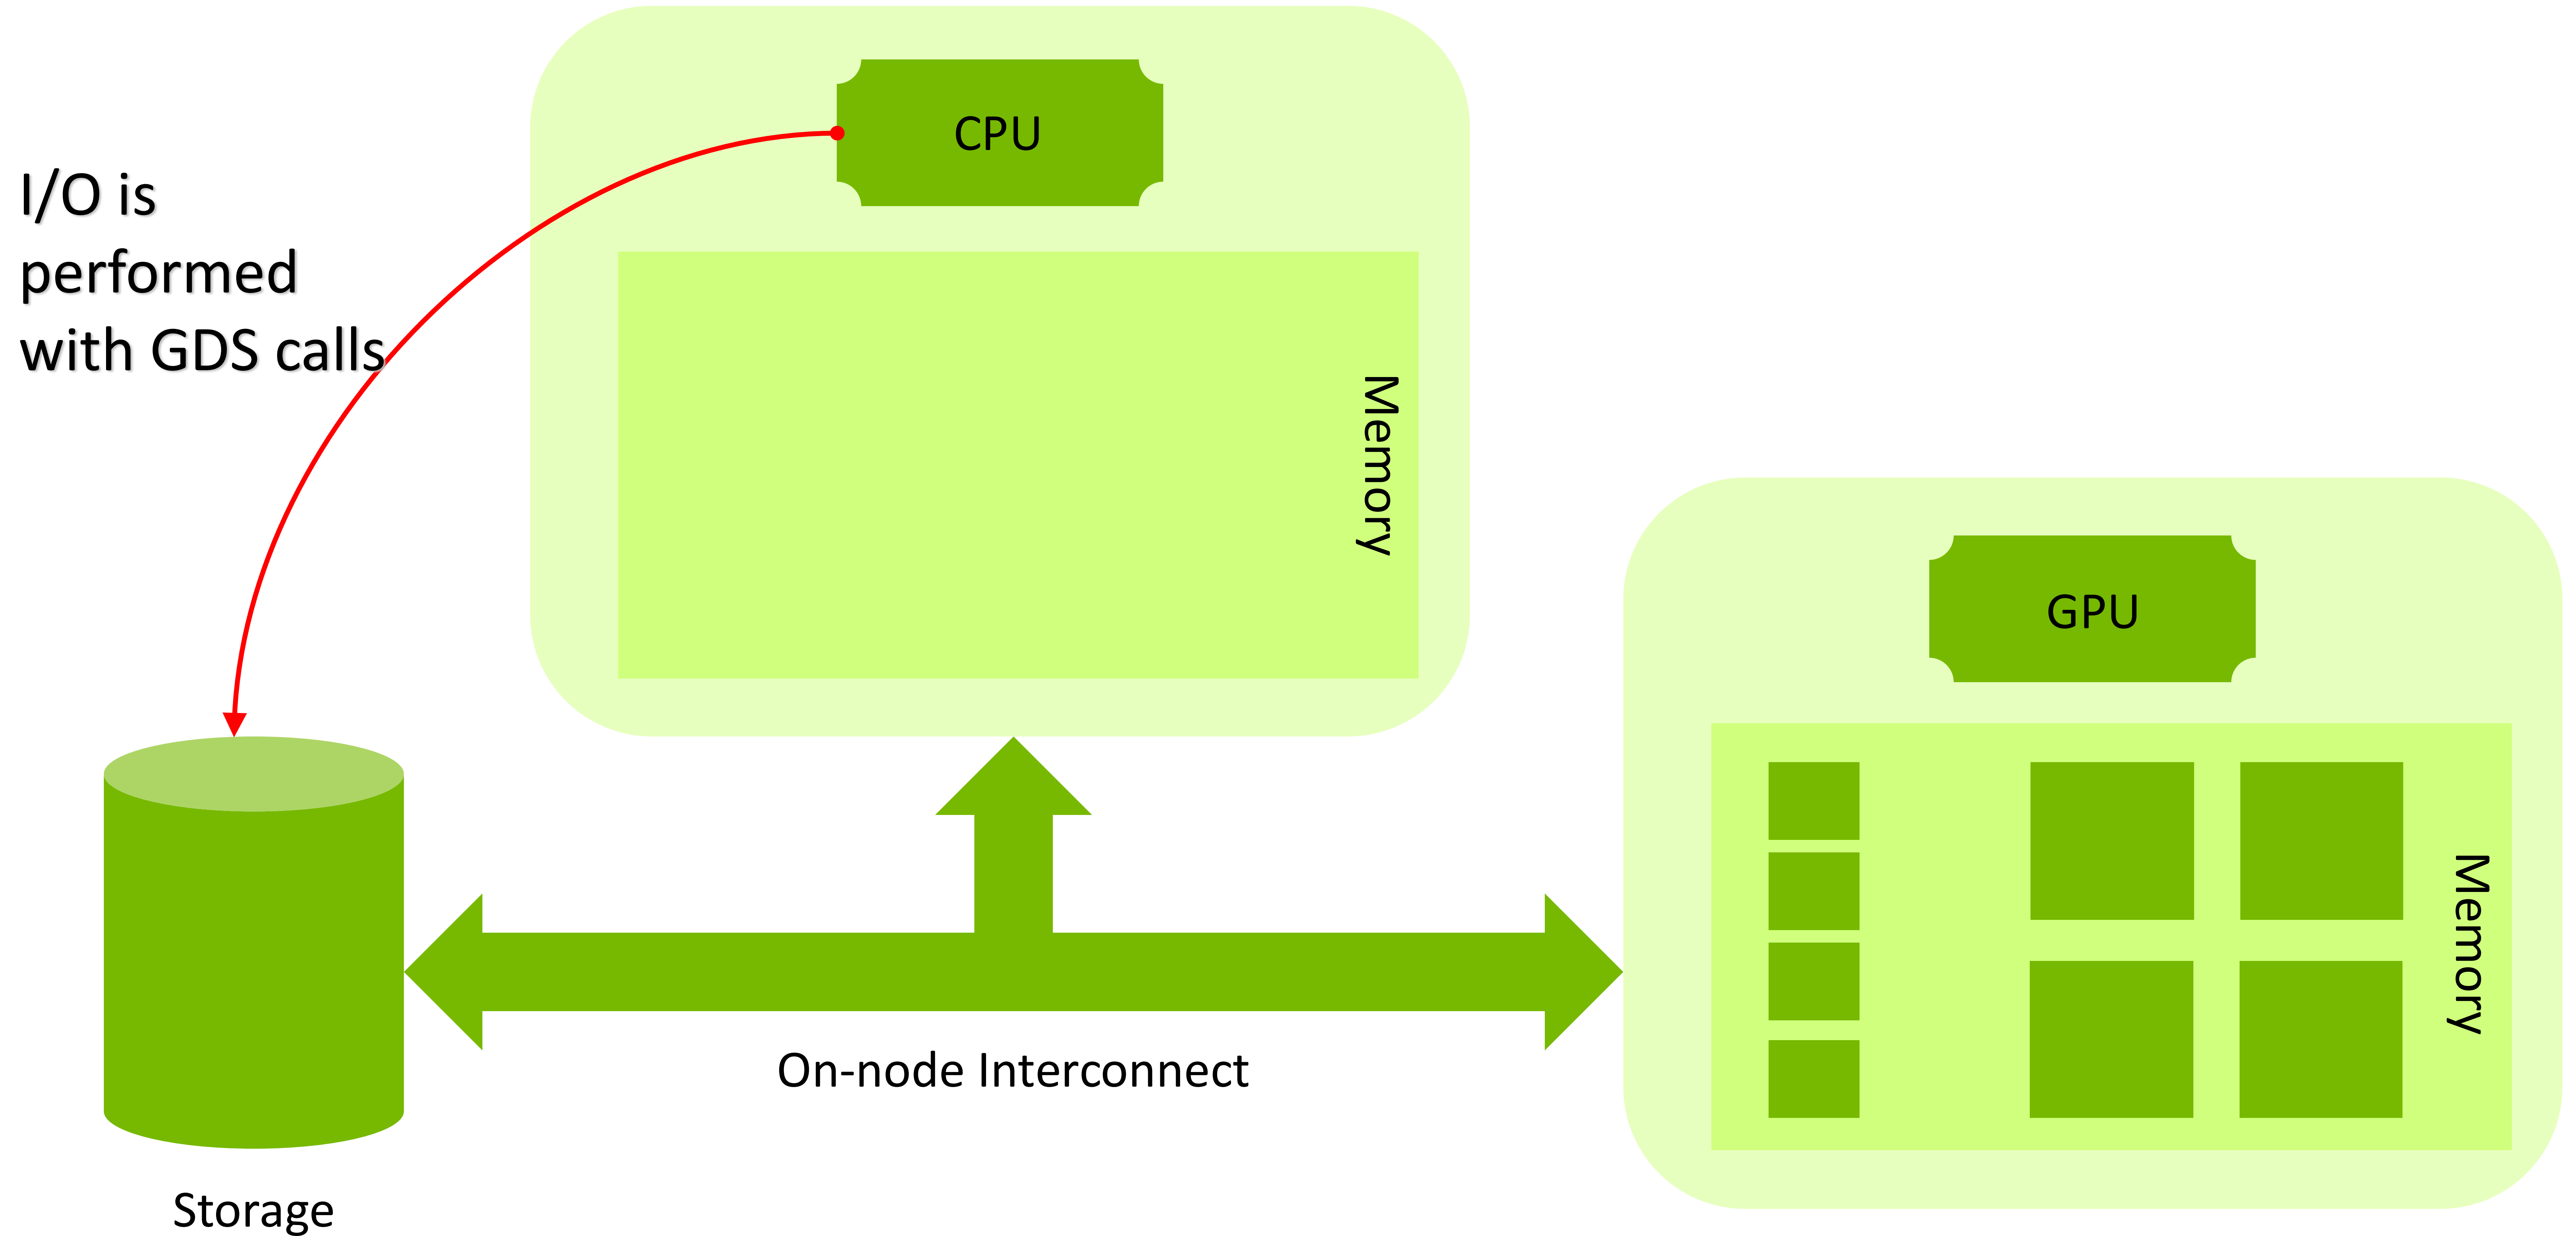 CPU
I/O is
performed
with GDS calls
Memory
GPU
Memory
On-node Interconnect
Storage